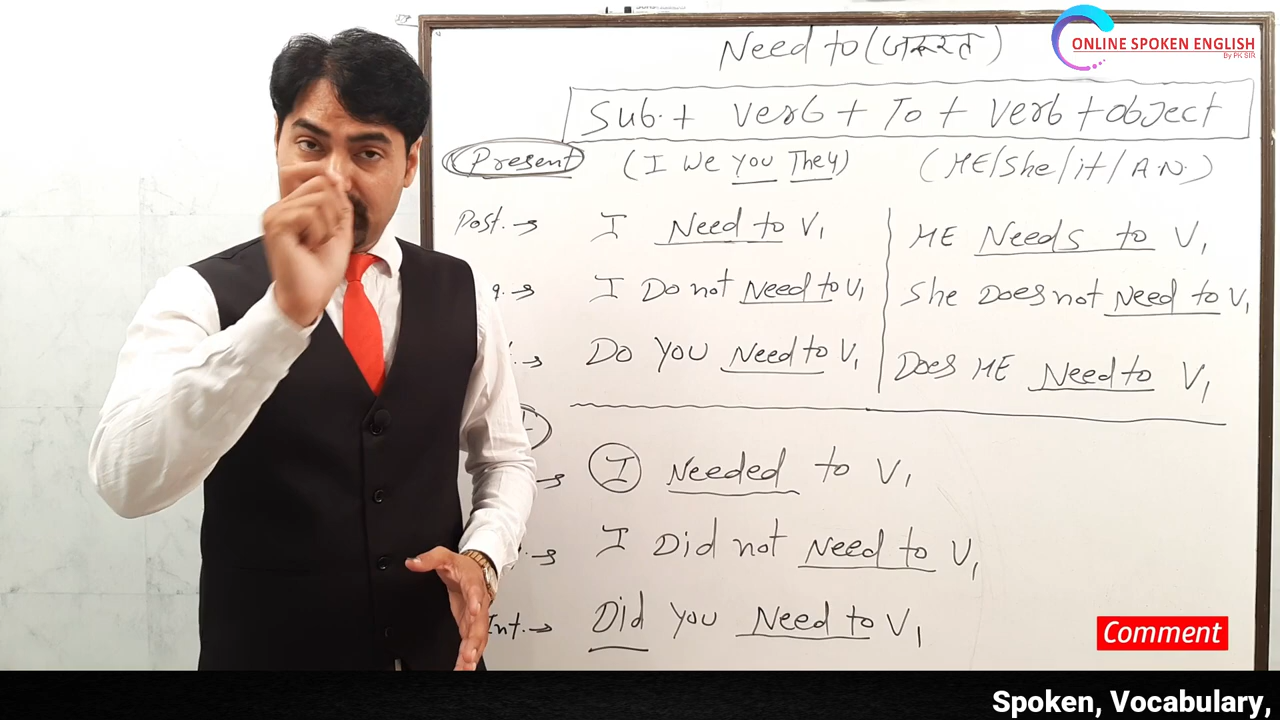 Need to (जरूरत)
ONLINE SPOKEN ENGLISH
By PK SIR
Sub. + Verb + To + Verb + object
Present (I We You They) (HE/She/it/A.N.)
Post. → I Need to V1 HE Needs to V1
I Do not Need to V1 She Does not Need to V1
Do You Need to V1 Does HE Need to V1
I Needed to V1
I Did not Need to V1
Int. → Did you Need to V1
Comment
Spoken, Vocabulary,